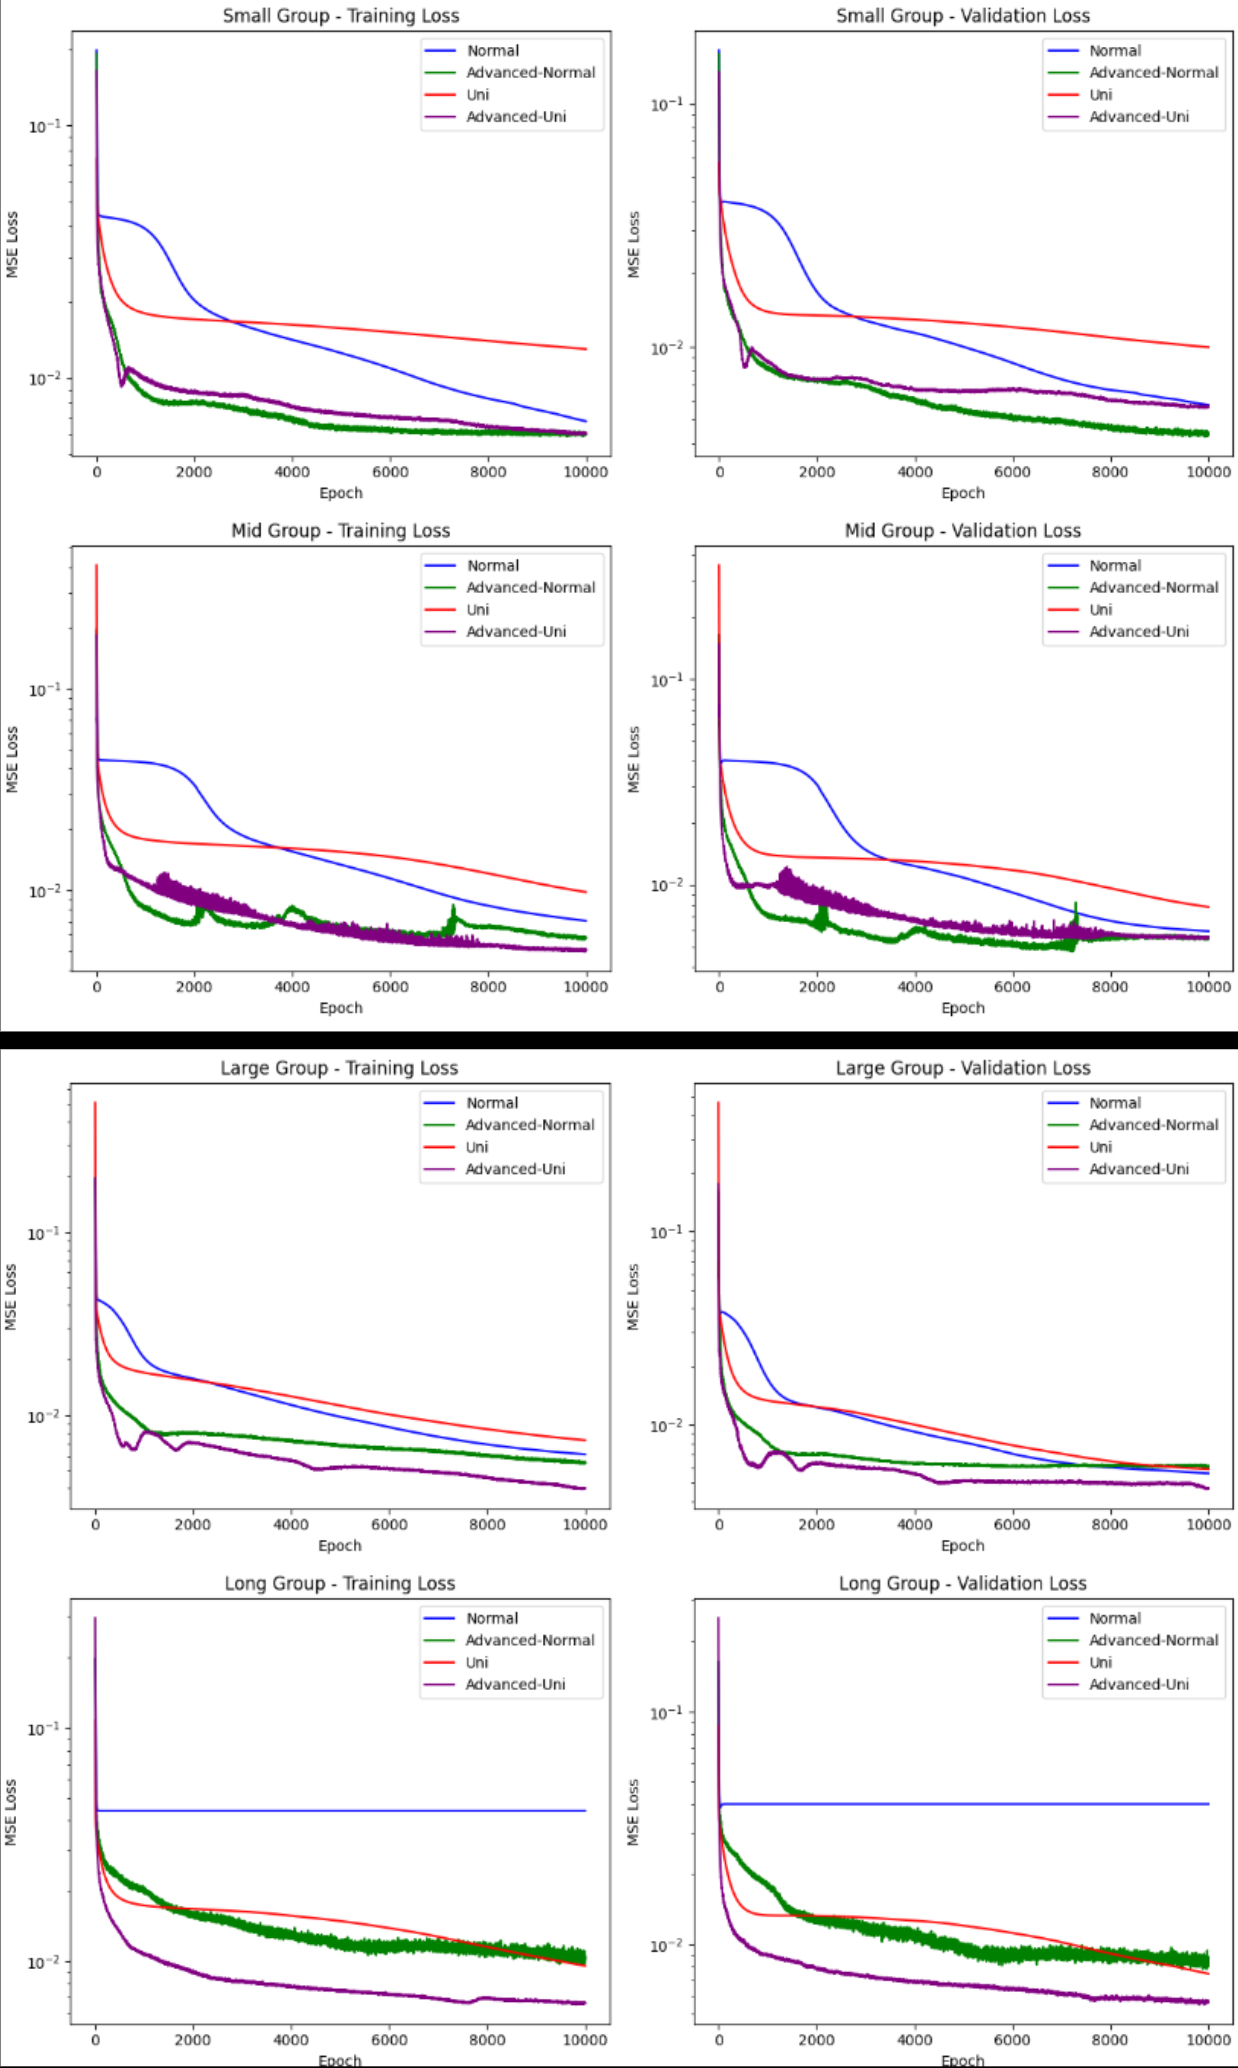 Small Group - Training Loss
Normal
Advanced-Normal
Uni
Advanced-Uni
10⁻¹
10⁻²
MSE Loss
0 2000 4000 6000 8000 10000
Epoch
Small Group - Validation Loss
Normal
Advanced-Normal
Uni
Advanced-Uni
10⁻¹
10⁻²
MSE Loss
0 2000 4000 6000 8000 10000
Epoch
Mid Group - Training Loss
Normal
Advanced-Normal
Uni
Advanced-Uni
10⁻¹
10⁻²
MSE Loss
0 2000 4000 6000 8000 10000
Epoch
Mid Group - Validation Loss
Normal
Advanced-Normal
Uni
Advanced-Uni
10⁻¹
10⁻²
MSE Loss
0 2000 4000 6000 8000 10000
Epoch
Large Group - Training Loss
Normal
Advanced-Normal
Uni
Advanced-Uni
10⁻¹
10⁻²
MSE Loss
0 2000 4000 6000 8000 10000
Epoch
Large Group - Validation Loss
Normal
Advanced-Normal
Uni
Advanced-Uni
10⁻¹
10⁻²
MSE Loss
0 2000 4000 6000 8000 10000
Epoch
Long Group - Training Loss
Normal
Advanced-Normal
Uni
Advanced-Uni
10⁻¹
10⁻²
MSE Loss
0 2000 4000 6000 8000 10000
Epoch
Long Group - Validation Loss
Normal
Advanced-Normal
Uni
Advanced-Uni
10⁻¹
10⁻²
MSE Loss
0 2000 4000 6000 8000 10000
Epoch